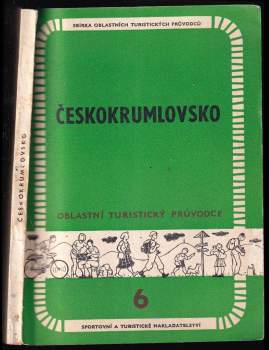 SBÍRKA OBLASTNÍCH TURISTICKÝCH PRŮVODCŮ
ČESKOKRUMLOVSKO
OBLASTNÍ TURISTICKÝ PRŮVODCE
6
SPORTOVNÍ A TURISTICKÉ NAKLADATELSTVÍ
ČESKOKRUMLOVSKO